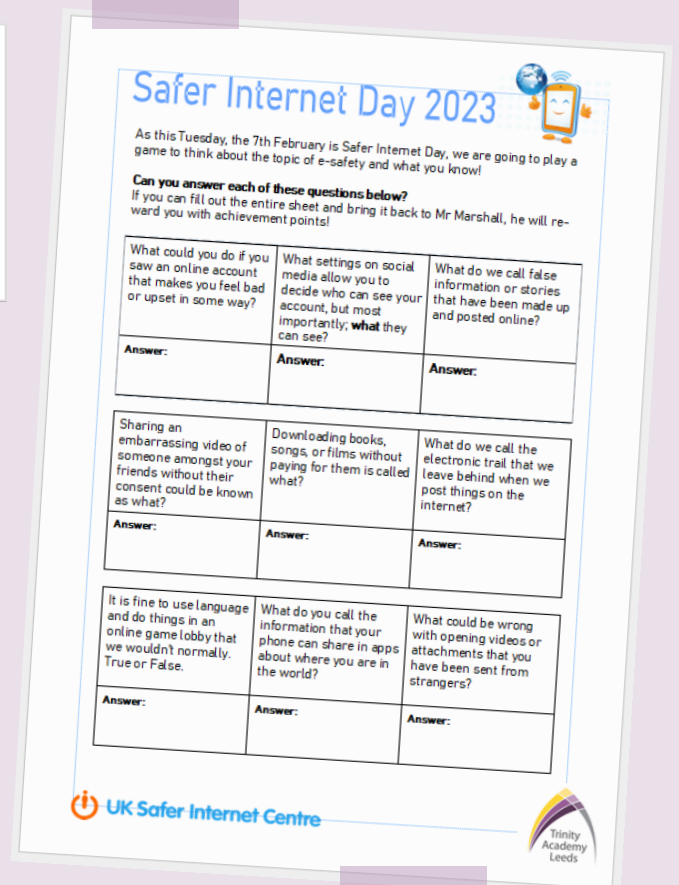 Safer Internet Day 2023
As this Tuesday, the 7th February is Safer Internet Day, we are going to play a
game to think about the topic of e-safety and what you know!
Can you answer each of these questions below?
If you can fill out the entire sheet and bring it back to Mr Marshall, he will re-
ward you with achievement points!
What could you do if you
saw an online account
that makes you feel bad
or upset in some way?
What settings on social
media allow you to
decide who can see your
account, but most
importantly; what they
can see?
What do we call false
information or stories
that have been made up
and posted online?
Answer:
Answer:
Answer:
Sharing an
embarrassing video of
someone amongst your
friends without their
consent could be known
as what?
Downloading books,
songs, or films without
paying for them is called
what?
What do we call the
electronic trail that we
leave behind when we
post things on the
internet?
Answer:
Answer:
Answer:
It is fine to use language
and do things in an
online game lobby that
we wouldn't normally.
True or False.
What do you call the
information that your
phone can share in apps
about where you are in
the world?
What could be wrong
with opening videos or
attachments that you
have been sent from
strangers?
Answer:
Answer:
Answer:
UK Safer Internet Centre
Trinity
Academy
Leeds